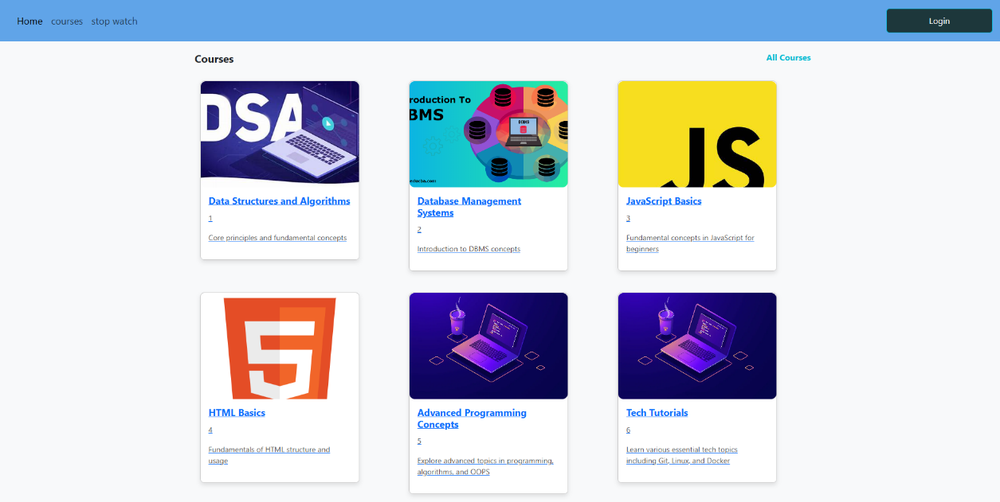 Home courses stop watch Login
Courses All Courses
DSA
roduction To
BMS
DBMS
educba.com
JS
Data Structures and Algorithms
1
Core principles and fundamental concepts
Database Management
Systems
2
Introduction to DBMS concepts
JavaScript Basics
3
Fundamental concepts in JavaScript for
beginners
5
HTML Basics
4
Fundamentals of HTML structure and
usage
Advanced Programming
Concepts
5
Explore advanced topics in programming,
algorithms, and OOPS
Tech Tutorials
6
Learn various essential tech topics
including Git, Linux, and Docker